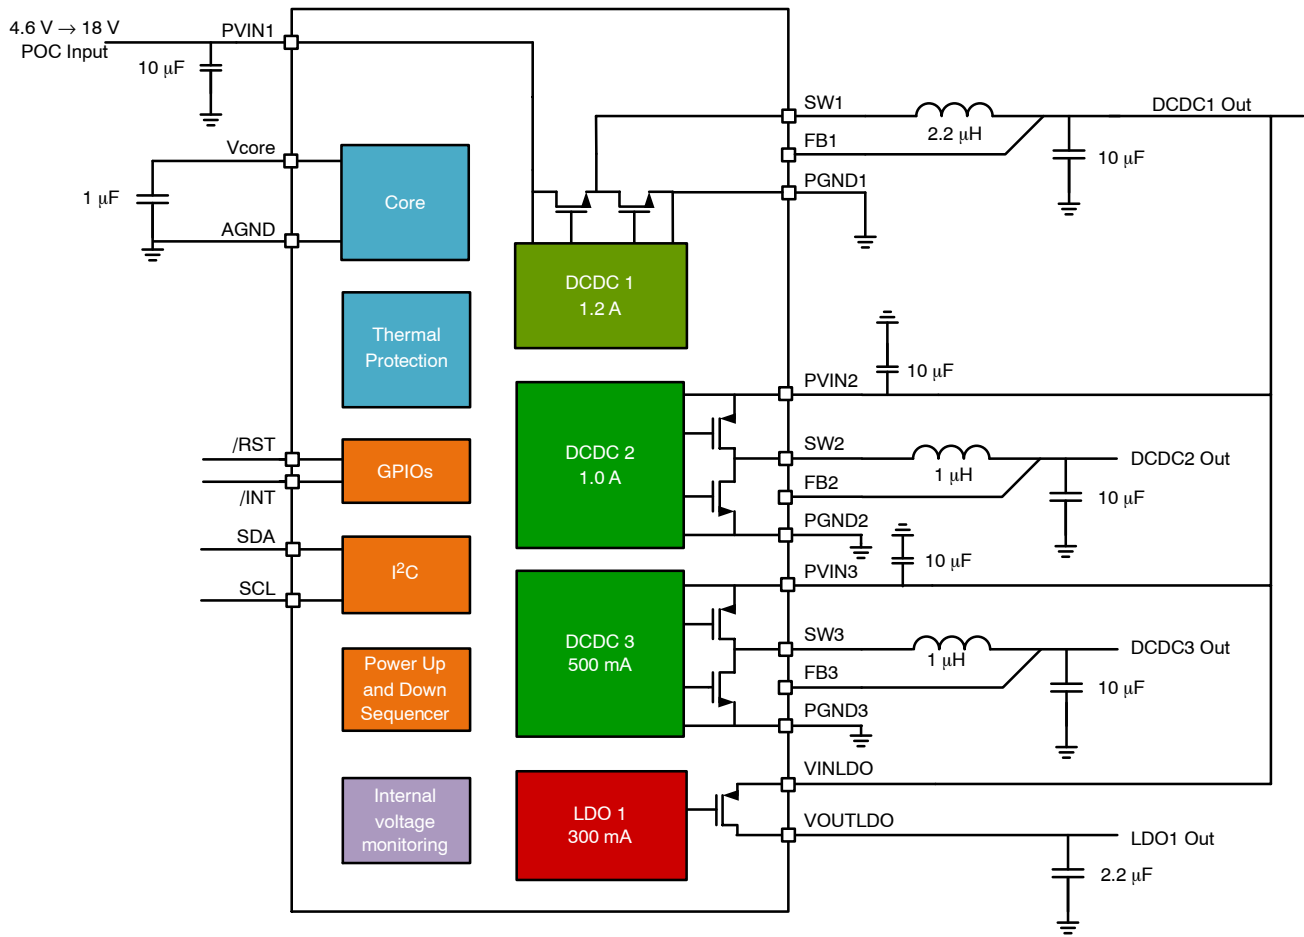 4.6 V → 18 V
POC Input
PVIN1
10 μF
SW1
DCDC1 Out
2.2 μH
FB1
10 μF
Vcore
1 μF
Core
PGND1
AGND
DCDC 1
1.2 A
Thermal
Protection
10 μF
PVIN2
/RST
GPIOs
/INT
DCDC 2
1.0 A
SW2
1 μH
DCDC2 Out
FB2
10 μF
PGND2
SDA
I²C
SCL
10 μF
PVIN3
DCDC 3
500 mA
SW3
1 μH
DCDC3 Out
FB3
10 μF
Power Up
and Down
Sequencer
PGND3
VINLDO
Internal
voltage
monitoring
LDO 1
300 mA
VOUTLDO
LDO1 Out
2.2 μF